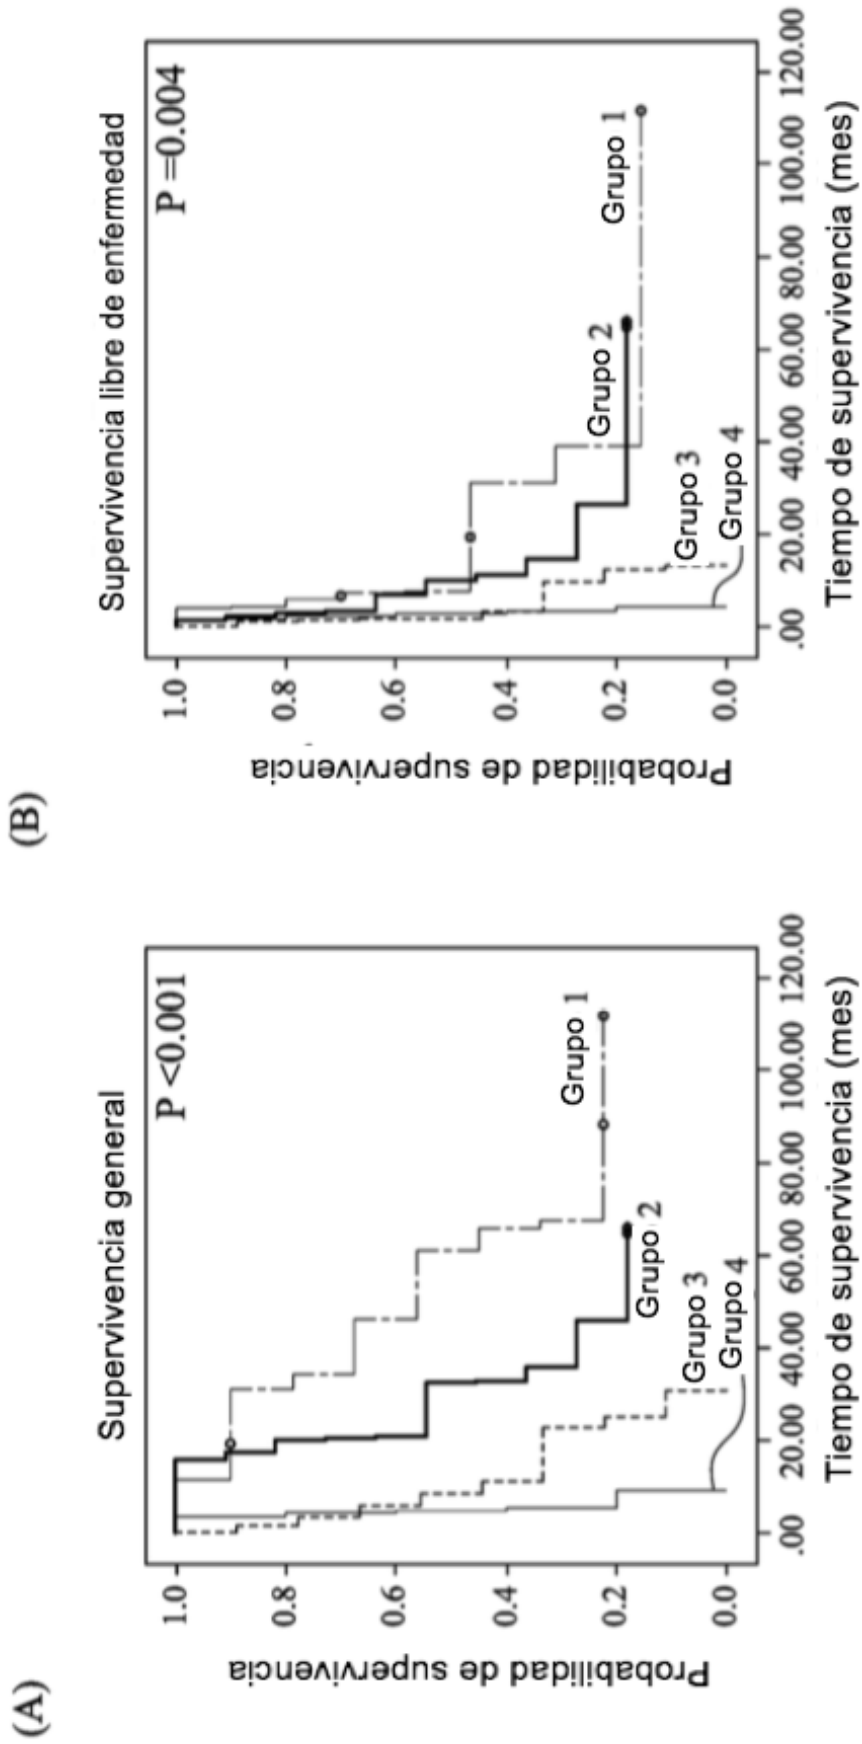 (A)
Supervivencia general
P <0.001
Probabilidad de supervivencia
1.0
0.8
0.6
0.4
0.2
0.0
Grupo 1
Grupo 2
Grupo 3
Grupo 4
.00
20.00
40.00
60.00
80.00
100.00
120.00
Tiempo de supervivencia (mes)
(B)
Supervivencia libre de enfermedad
P =0.004
Probabilidad de supervivencia
1.0
0.8
0.6
0.4
0.2
0.0
Grupo 1
Grupo 2
Grupo 3
Grupo 4
.00
20.00
40.00
60.00
80.00
100.00
120.00
Tiempo de supervivencia (mes)